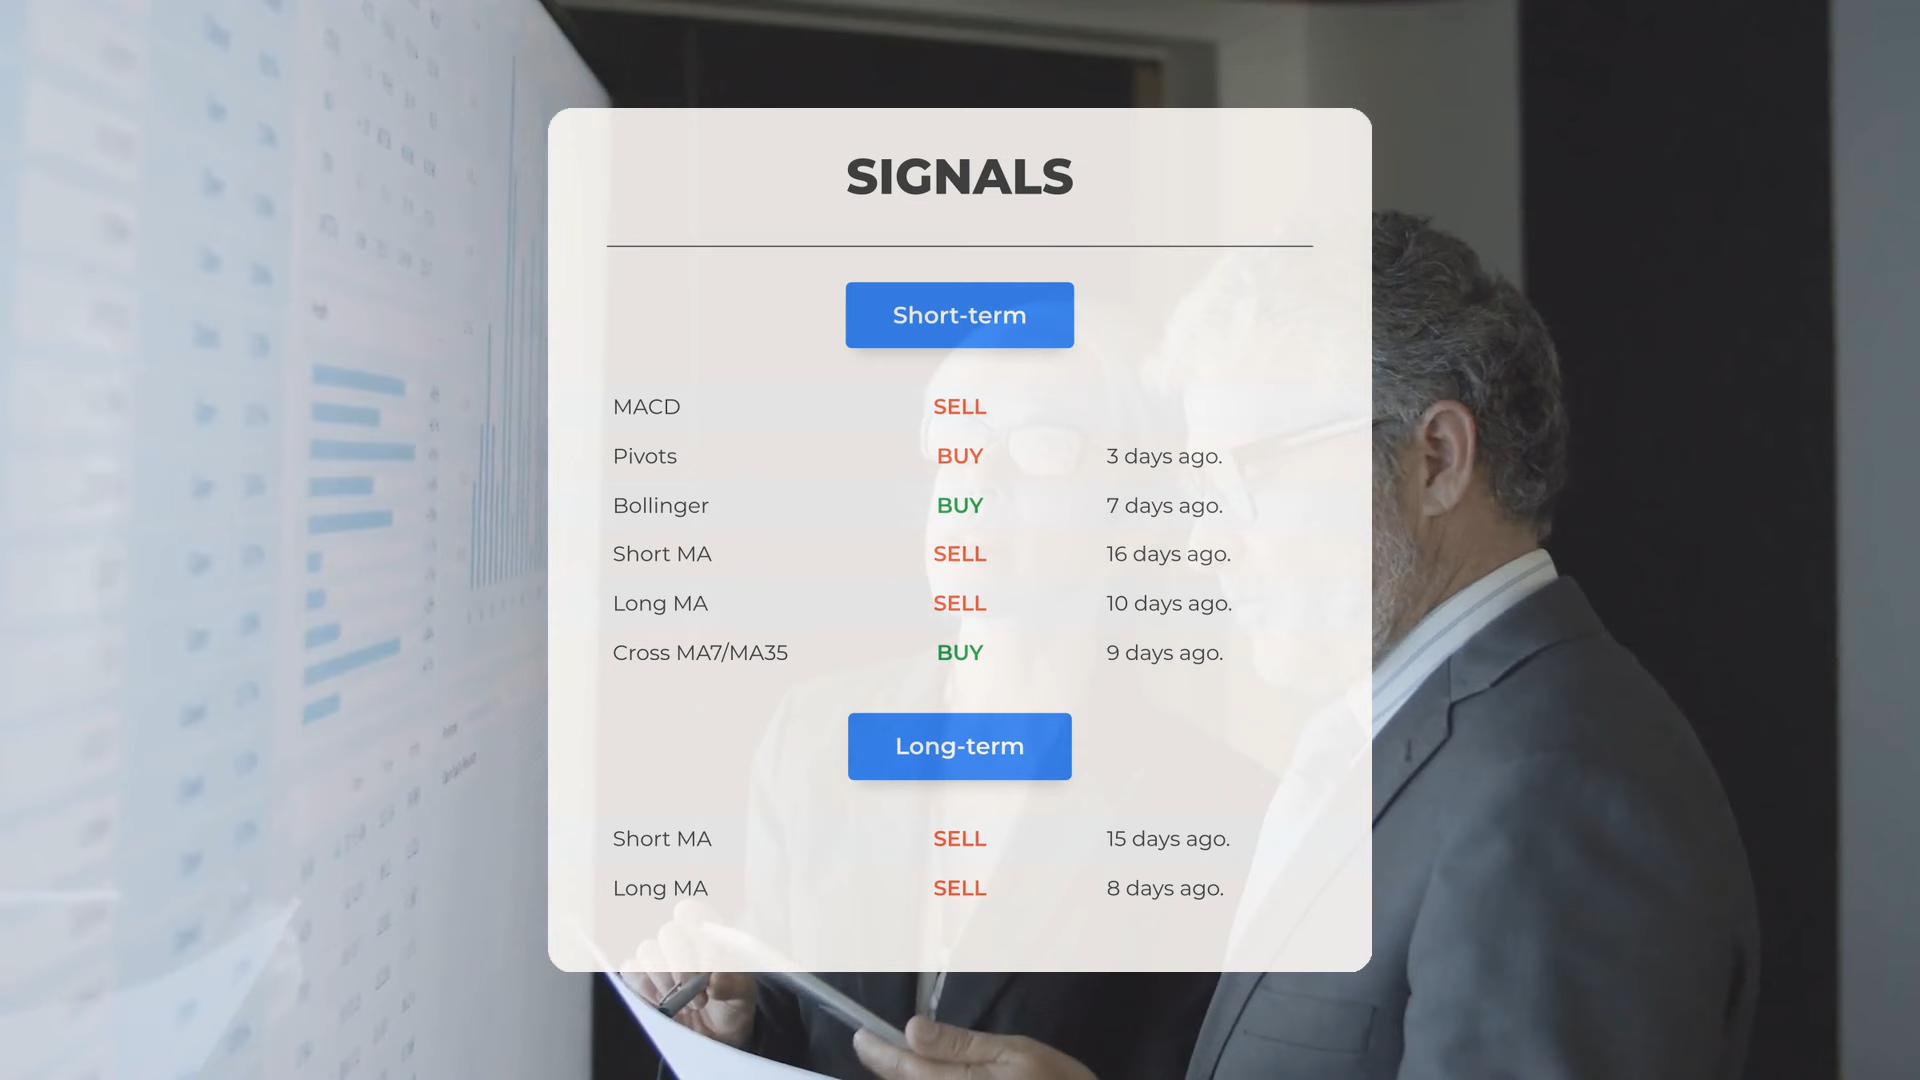 SIGNALS
Short-term
MACD SELL
Pivots BUY 3 days ago.
Bollinger BUY 7 days ago.
Short MA SELL 16 days ago.
Long MA SELL 10 days ago.
Cross MA7/MA35 BUY 9 days ago.
Long-term
Short MA SELL 15 days ago.
Long MA SELL 8 days ago.